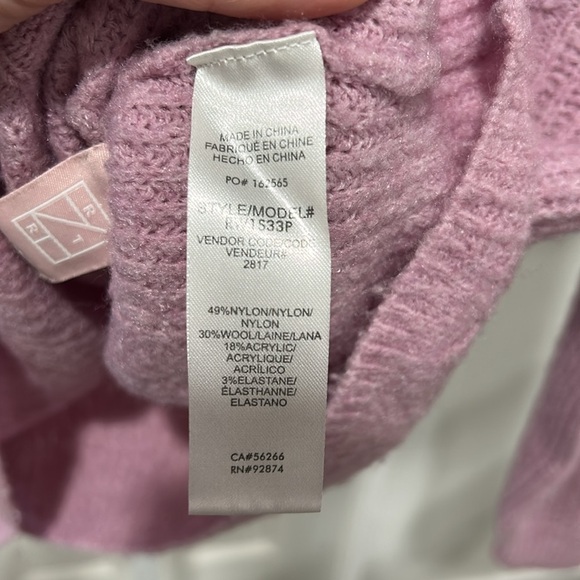 MADE IN CHINA
FABRIQUÉ EN CHINE
HECHO EN CHINA
PO# 162565
STYLE/MODEL#
VENDOR CODE/CODE
VENDEUR#
2817
49%NYLON/NYLON/
NYLON
30%WOOL/LAINE/LANA
18%ACRYLIC/
ACRYLIQUE/
ACRÍLICO
3%ELASTANE/
ÉLASTHANNE/
ELASTANO
CA#56266
RN#92874
R
R
T